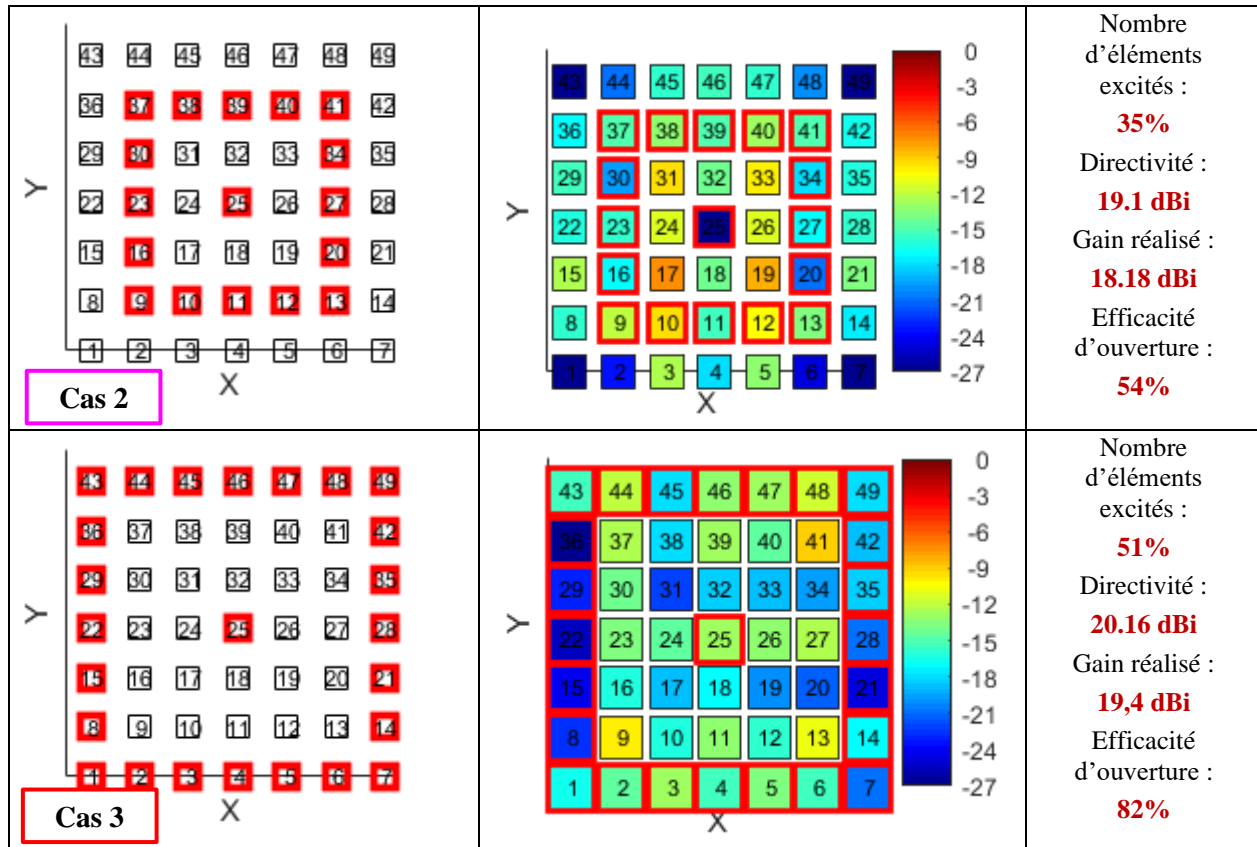 43 44 45 46 47 48 49
36 37 38 39 40 41 42
29 30 31 32 33 34 35
22 23 24 25 26 27 28
15 16 17 18 19 20 21
8 9 10 11 12 13 14
1 2 3 4 5 6 7
Y
X
Cas 2
43 44 45 46 47 48 49
36 37 38 39 40 41 42
29 30 31 32 33 34 35
22 23 24 25 26 27 28
15 16 17 18 19 20 21
8 9 10 11 12 13 14
1 2 3 4 5 6 7
Y
X
0
-3
-6
-9
-12
-15
-18
-21
-24
-27
Nombre
d’éléments
excités :
35%
Directivité :
19.1 dBi
Gain réalisé :
18.18 dBi
Efficacité
d’ouverture :
54%
43 44 45 46 47 48 49
36 37 38 39 40 41 42
29 30 31 32 33 34 35
22 23 24 25 26 27 28
15 16 17 18 19 20 21
8 9 10 11 12 13 14
1 2 3 4 5 6 7
Y
X
Cas 3
43 44 45 46 47 48 49
36 37 38 39 40 41 42
29 30 31 32 33 34 35
22 23 24 25 26 27 28
15 16 17 18 19 20 21
8 9 10 11 12 13 14
1 2 3 4 5 6 7
Y
X
0
-3
-6
-9
-12
-15
-18
-21
-24
-27
Nombre
d’éléments
excités :
51%
Directivité :
20.16 dBi
Gain réalisé :
19,4 dBi
Efficacité
d’ouverture :
82%